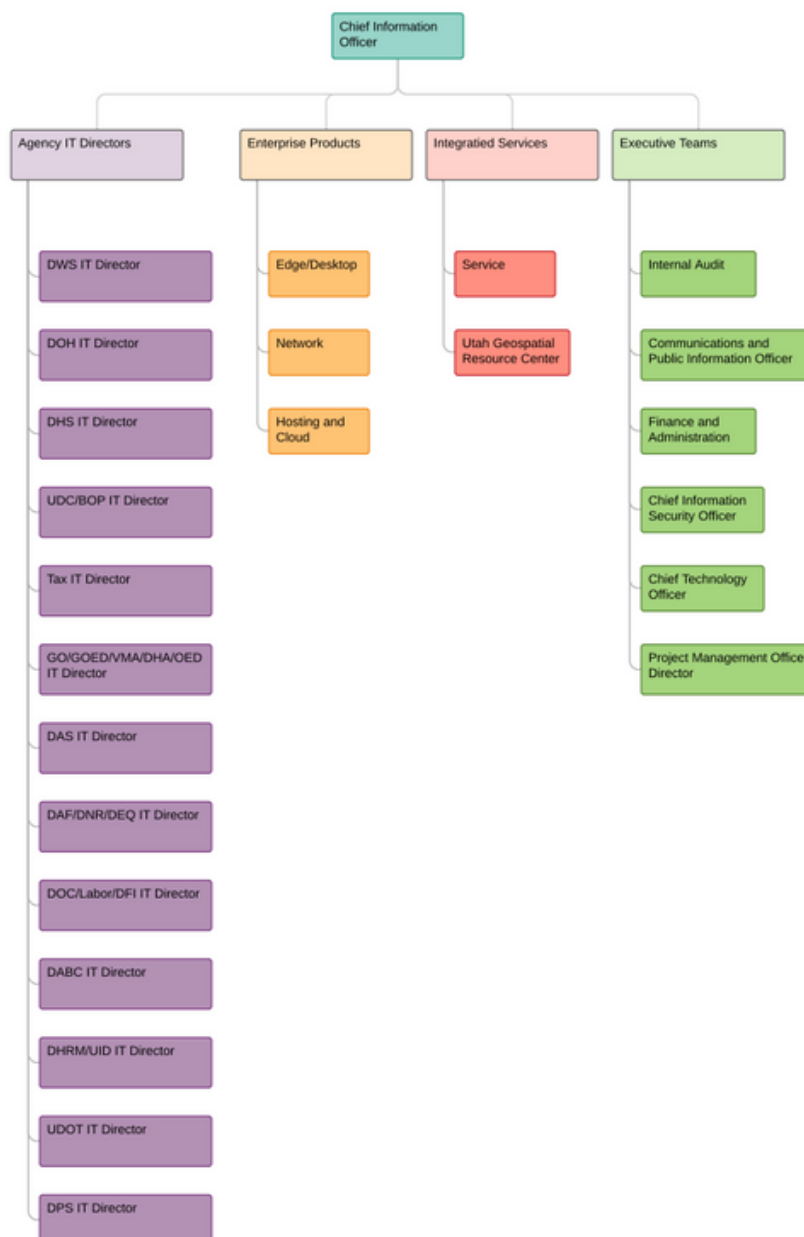 Chief Information
Officer
Agency IT Directors
Enterprise Products
Integratied Services
Executive Teams
DWS IT Director
DOH IT Director
DHS IT Director
UDC/BOP IT Director
Tax IT Director
GO/GOED/VMA/DHA/OED
IT Director
DAS IT Director
DAF/DNR/DEQ IT Director
DOC/Labor/DFI IT Director
DABC IT Director
DHRM/UID IT Director
UDOT IT Director
DPS IT Director
Edge/Desktop
Network
Hosting and
Cloud
Service
Utah Geospatial
Resource Center
Internal Audit
Communications and
Public Information Officer
Finance and
Administration
Chief Information
Security Officer
Chief Technology
Officer
Project Management Office
Director